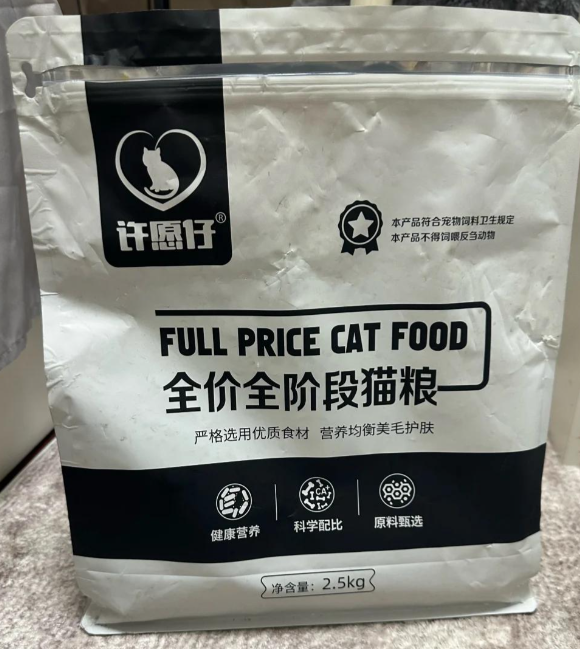 许愿仔®
本产品符合宠物饲料卫生规定
本产品不得饲喂反刍动物
FULL PRICE CAT FOOD
全价全阶段猫粮
严格选用优质食材 营养均衡美毛护肤
CA
健康营养 科学配比 原料甄选
净含量：2.5kg